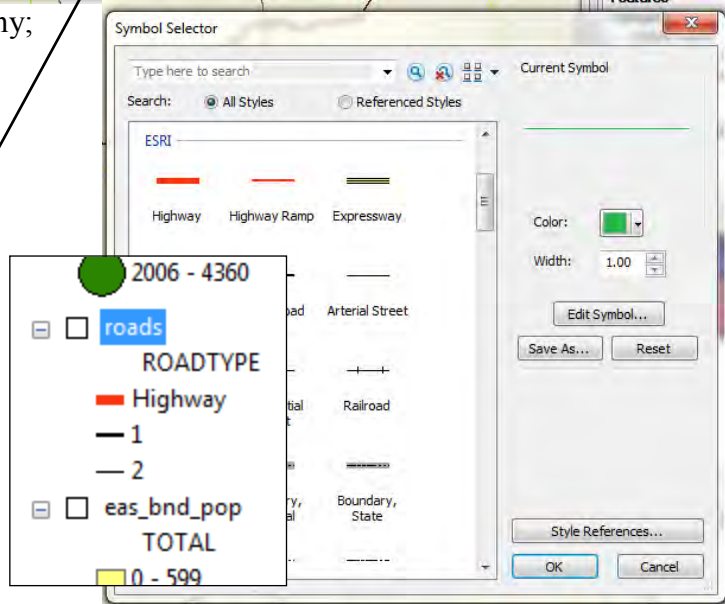 ny;
Symbol Selector
Type here to search
Current Symbol
Search: All Styles Referenced Styles
ESRI
Highway Highway Ramp Expressway
Color:
Width: 1.00
Arterial Street
Edit Symbol...
Save As... Reset
Railroad
Boundary,
State
Style References...
OK Cancel
2006 - 4360
roads
ROADTYPE
Highway
1
2
eas_bnd_pop
TOTAL
0 - 599